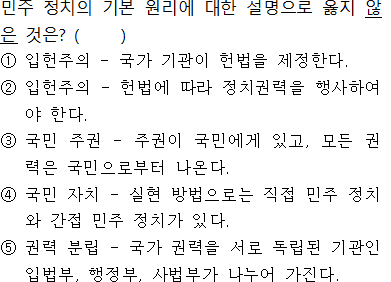 민주 정치의 기본 원리에 대한 설명으로 옳지 않
은 것은? (     )
① 입헌주의 - 국가 기관이 헌법을 제정한다.
② 입헌주의 - 헌법에 따라 정치권력을 행사하여
야 한다.
③ 국민 주권 - 주권이 국민에게 있고, 모든 권
력은 국민으로부터 나온다.
④ 국민 자치 - 실현 방법으로는 직접 민주 정치
와 간접 민주 정치가 있다.
⑤ 권력 분립 - 국가 권력을 서로 독립된 기관인
입법부, 행정부, 사법부가 나누어 가진다.